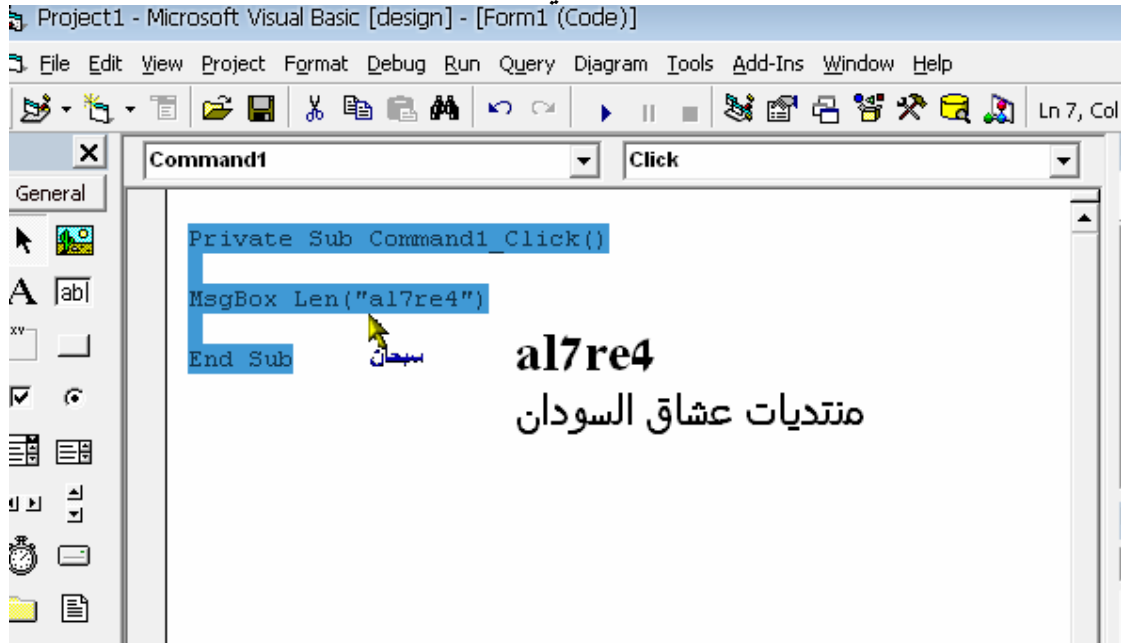 Project1 - Microsoft Visual Basic [design] - [Form1 (Code)]
File Edit View Project Format Debug Run Query Diagram Tools Add-Ins Window Help
Ln 7, Col
Command1 Click
General
Private Sub Command1_Click()
A ab|
MsgBox Len("al7re4")
xv
End Sub
سبحان
al7re4
منتديات عشاق السودان